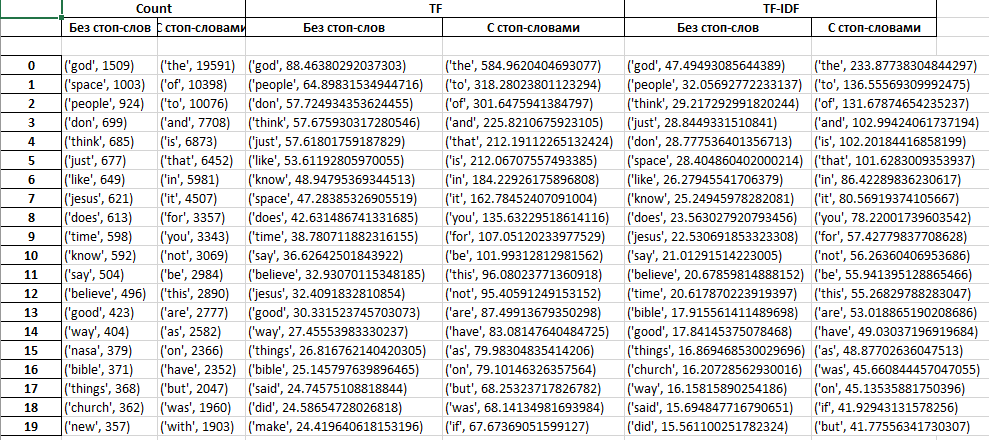 Count TF TF-IDF
Без стоп-слов С стоп-словами Без стоп-слов С стоп-словами Без стоп-слов С стоп-словами
0 ('god', 1509) ('the', 19591) ('god', 88.46380292037303) ('the', 584.9620404693077) ('god', 47.49493085644389) ('the', 233.87738304844297)
1 ('space', 1003) ('of', 10398) ('people', 64.89831534944716) ('to', 318.28023801123294) ('people', 32.05692772233137) ('to', 136.55569309992475)
2 ('people', 924) ('to', 10076) ('don', 57.724934353624455) ('of', 301.6475941384797) ('think', 29.217292991820244) ('of', 131.67874654235237)
3 ('don', 699) ('and', 7708) ('think', 57.675930317280546) ('and', 225.8210675923105) ('just', 28.8449331510841) ('and', 102.99424061737194)
4 ('think', 685) ('is', 6873) ('just', 57.61801759187829) ('that', 212.19112265132424) ('don', 28.777536401308513) ('is', 102.20184416858199)
5 ('just', 677) ('that', 6452) ('like', 53.61192805970055) ('is', 212.06707557493385) ('space', 28.404860402000214) ('that', 101.6283009353937)
6 ('like', 649) ('in', 5981) ('know', 48.94795369344513) ('in', 184.22926175896808) ('like', 26.27945541706379) ('in', 86.42289836230617)
7 ('jesus', 621) ('it', 4507) ('space', 47.28385326905519) ('it', 162.78452407091004) ('know', 25.24945978282081) ('it', 80.56919374105667)
8 ('does', 613) ('for', 3357) ('does', 42.631486741331685) ('you', 135.63229518614116) ('does', 23.563027920793456) ('you', 78.22001739603542)
9 ('time', 598) ('you', 3343) ('time', 38.780711882316155) ('for', 107.05120233977529) ('jesus', 22.530691853323308) ('for', 57.42779837708628)
10 ('know', 592) ('not', 3069) ('say', 36.62642501843922) ('be', 101.99312812981562) ('say', 21.01291514223005) ('not', 56.26360406953686)
11 ('say', 504) ('be', 2984) ('believe', 32.93070115348185) ('this', 96.08023771360918) ('believe', 20.67859814888152) ('be', 55.941395128865466)
12 ('believe', 496) ('this', 2890) ('jesus', 32.4091832810854) ('not', 95.40591249153152) ('time', 20.617870223919397) ('this', 55.26829788283047)
13 ('good', 423) ('are', 2777) ('good', 30.331523745703073) ('are', 87.49913679350298) ('bible', 17.915561411489698) ('are', 53.018865190208686)
14 ('way', 404) ('as', 2582) ('way', 27.45553983330237) ('have', 83.08147640484725) ('good', 17.84145375078468) ('have', 49.03037196919684)
15 ('nasa', 379) ('on', 2366) ('things', 26.816762140420305) ('as', 79.98304835414206) ('things', 16.869468530029696) ('as', 48.87702636047513)
16 ('bible', 371) ('have', 2352) ('bible', 25.145797639896465) ('on', 79.10146326357564) ('church', 16.20728562930016) ('was', 45.660844457047055)
17 ('things', 368) ('but', 2047) ('said', 24.74575108818844) ('but', 68.25323717826782) ('way', 16.15815890254186) ('on', 45.13535881750396)
18 ('church', 362) ('was', 1960) ('did', 24.58654728026818) ('was', 68.14134981693984) ('said', 15.694847716790651) ('if', 41.92943131578256)
19 ('new', 357) ('with', 1903) ('make', 24.419640618153196) ('if', 67.67369051599127) ('did', 15.561100251782324) ('but', 41.77556341730307)